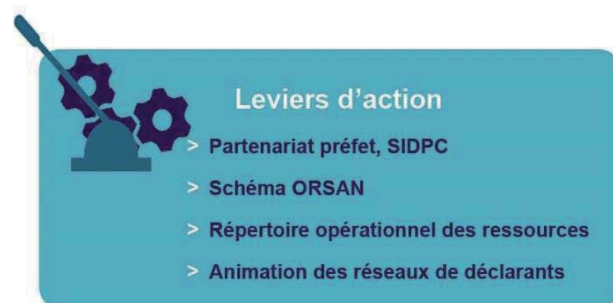 Leviers d'action
> Partenariat préfet, SIDPC
> Schéma ORSAN
> Répertoire opérationnel des ressources
> Animation des réseaux de déclarants